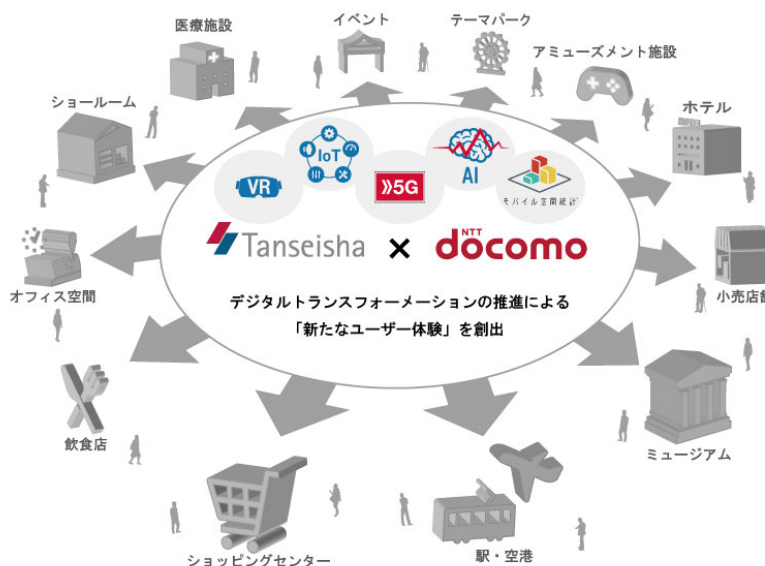 医療施設
イベント
テーマパーク
アミューズメント施設
ショールーム
ホテル
VR
IoT
5G
AI
モバイル空間統計
Tanseisha × NTT docomo
オフィス空間
小売店舗
デジタルトランスフォーメーションの推進による
「新たなユーザー体験」を創出
飲食店
ミュージアム
ショッピングセンター
駅・空港